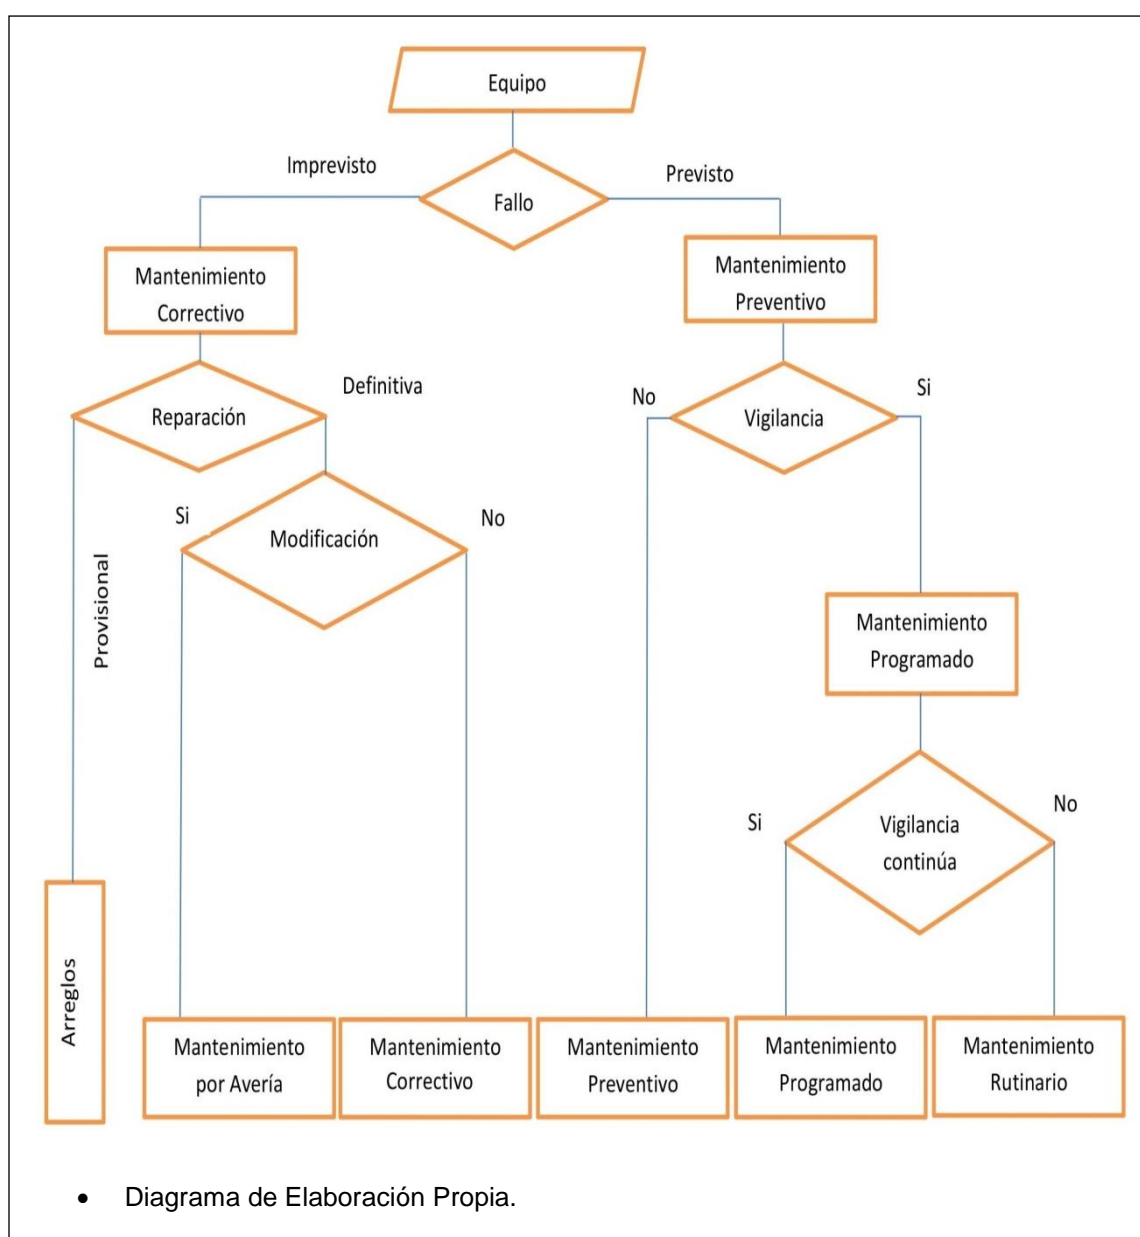 Equipo
Imprevisto
Previsto
Fallo
Mantenimiento
Correctivo
Mantenimiento
Preventivo
Definitiva
Reparación
No
Si
Vigilancia
Si
No
Modificación
Provisional
Mantenimiento
Programado
Si
No
Vigilancia
continúa
Arreglos
Mantenimiento
por Avería
Mantenimiento
Correctivo
Mantenimiento
Preventivo
Mantenimiento
Programado
Mantenimiento
Rutinario
• Diagrama de Elaboración Propia.